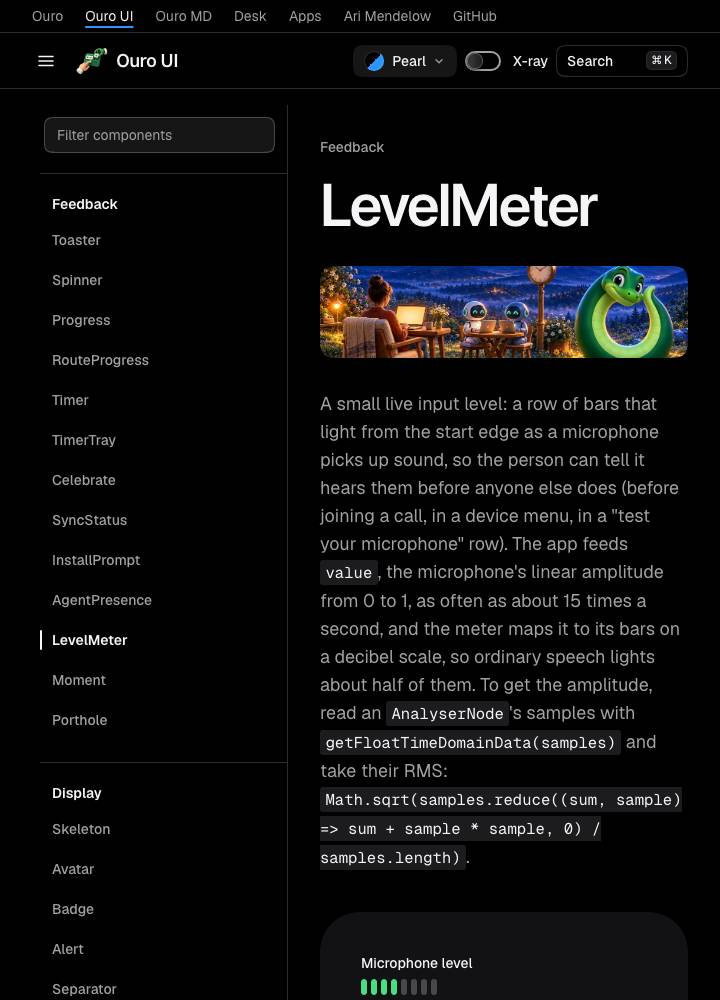 Ouro
Ouro UI
Ouro MD
Desk
Apps
Ari Mendelow
GitHub
Ouro UI
Pearl
X-ray
Search
⌘ K
Filter components
Feedback
Toaster
Spinner
Progress
RouteProgress
Timer
TimerTray
Celebrate
SyncStatus
InstallPrompt
AgentPresence
LevelMeter
Moment
Porthole
Display
Skeleton
Avatar
Badge
Alert
Separator
Feedback
LevelMeter
A small live input level: a row of bars that
light from the start edge as a microphone
picks up sound, so the person can tell it
hears them before anyone else does (before
joining a call, in a device menu, in a "test
your microphone" row). The app feeds
value, the microphone's linear amplitude
from 0 to 1, as often as about 15 times a
second, and the meter maps it to its bars on
a decibel scale, so ordinary speech lights
about half of them. To get the amplitude,
read an AnalyserNode's samples with
getFloatTimeDomainData(samples) and
take their RMS:
Math.sqrt(samples.reduce((sum, sample)
=> sum + sample * sample, 0) /
samples.length).
Microphone level